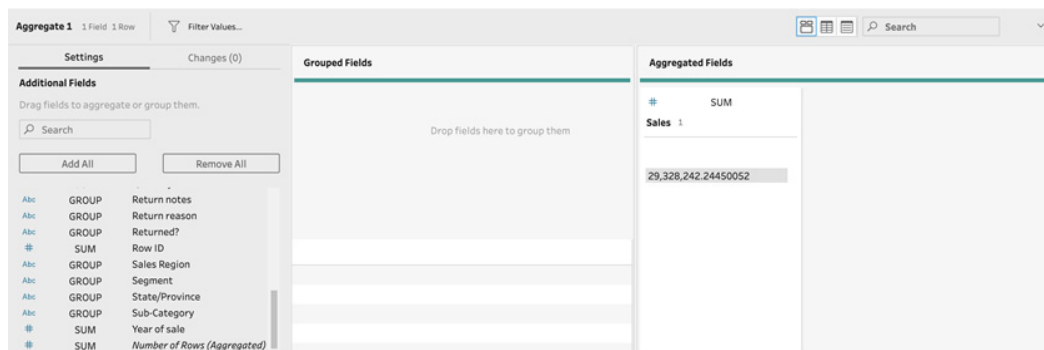 Aggregate 1 1 Field 1 Row Filter Values... Search
Settings Changes (0)
Additional Fields
Drag fields to aggregate or group them.
Search
Add All Remove All
Abc GROUP Return notes
Abc GROUP Return reason
Abc GROUP Returned?
# SUM Row ID
Abc GROUP Sales Region
Abc GROUP Segment
Abc GROUP State/Province
Abc GROUP Sub-Category
# SUM Year of sale
# SUM Number of Rows (Aggregated)
Grouped Fields
Drop fields here to group them
Aggregated Fields
# SUM
Sales 1
29,328,242.24450052